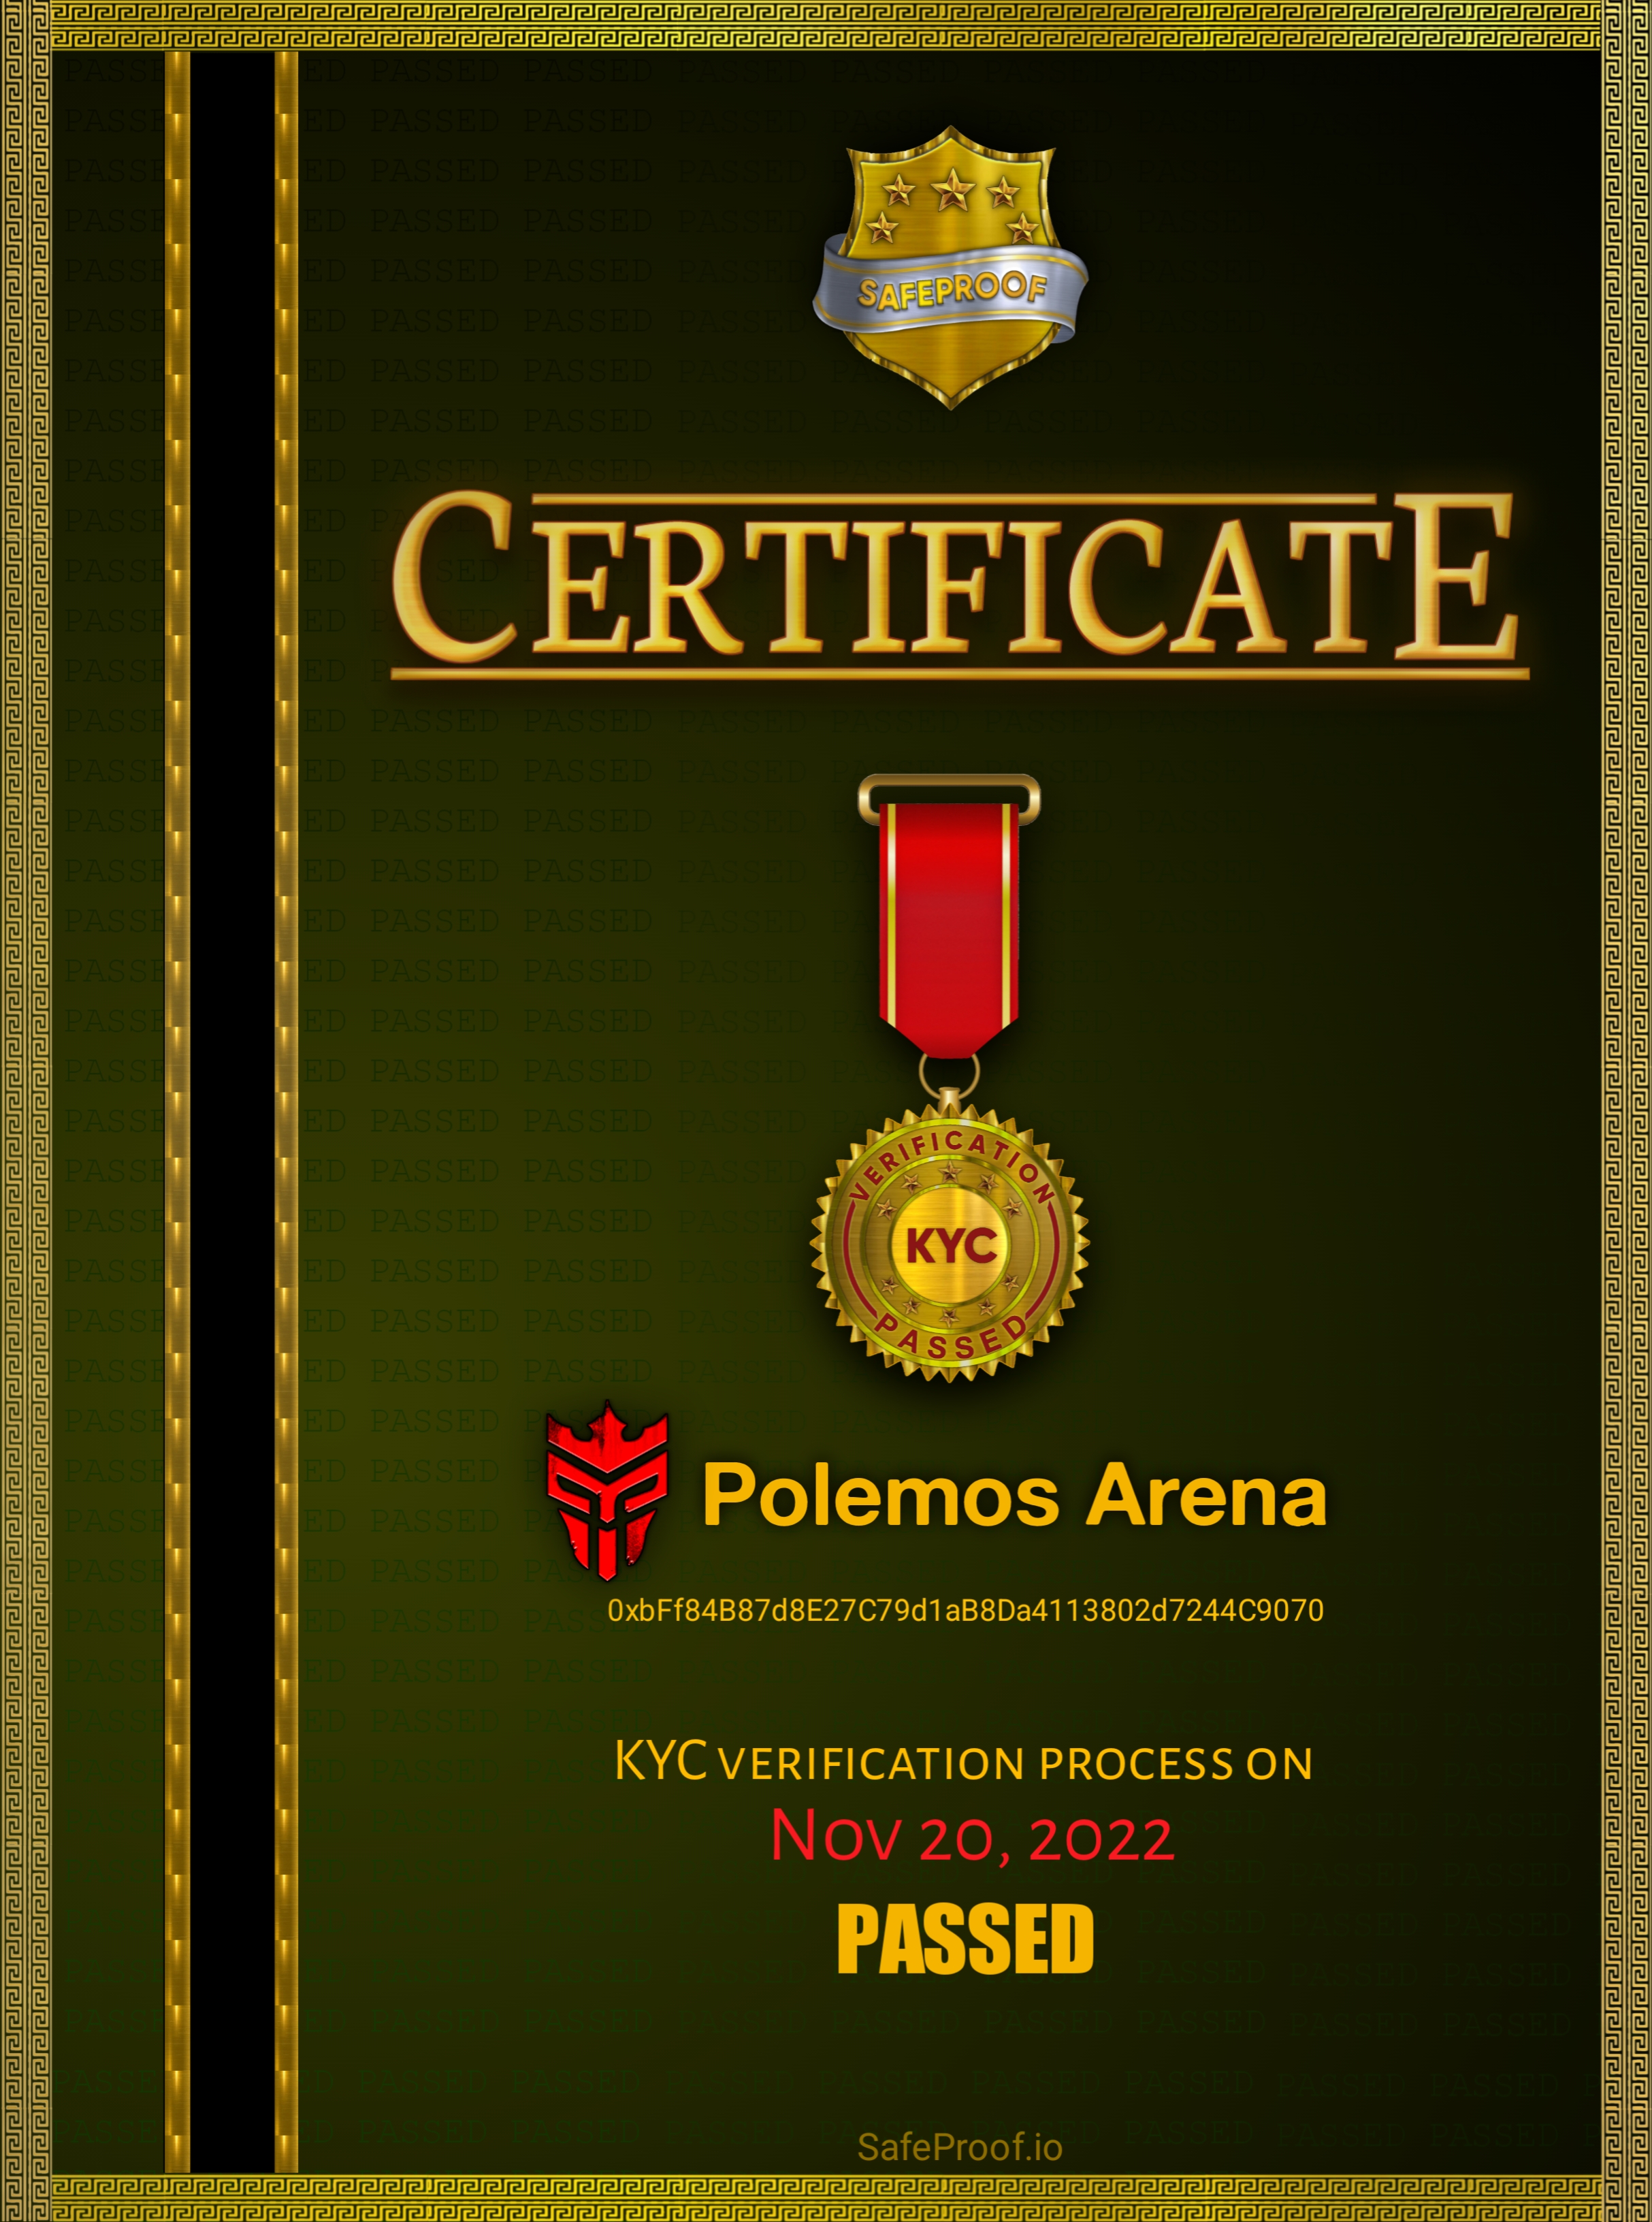 SAFEPROOF
CERTIFICATE
VERIFICATION
KYC
PASSED
Polemos Arena
0xbFf84B87d8E27C79d1aB8Da4113802d7244C9070
KYC VERIFICATION PROCESS ON
NOV 20, 2022
PASSED
SafeProof.io